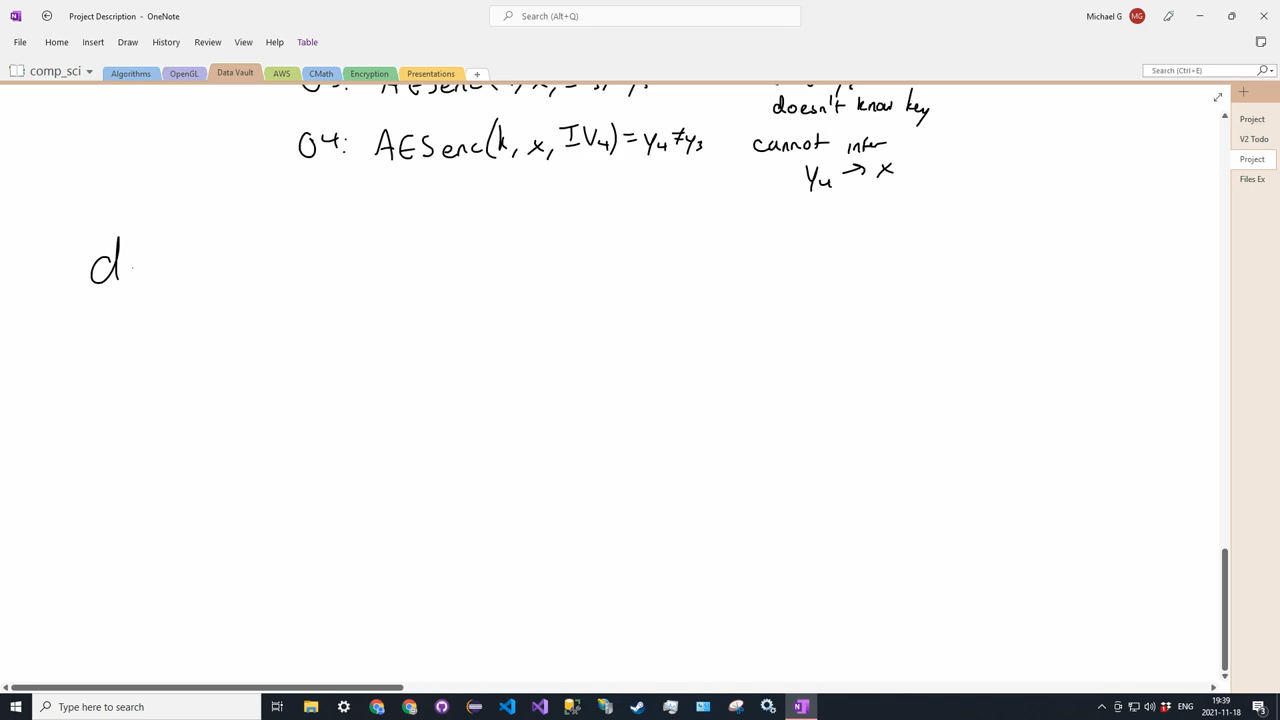 Project Description - OneNote
Search (Alt+Q)
Michael G
MG
File Home Insert Draw History Review View Help Table
comp_sci
Algorithms OpenGL Data Vault AWS CMath Encryption Presentations +
Search (Ctrl+E)
Project
V2 Todo
Project
Files Ex
doesn't know key
04: AESenc(k, x, IV4) = y4 ≠ y3
cannot infer
y4 → x
d
Type here to search
ENG
19:39
2021-11-18
2